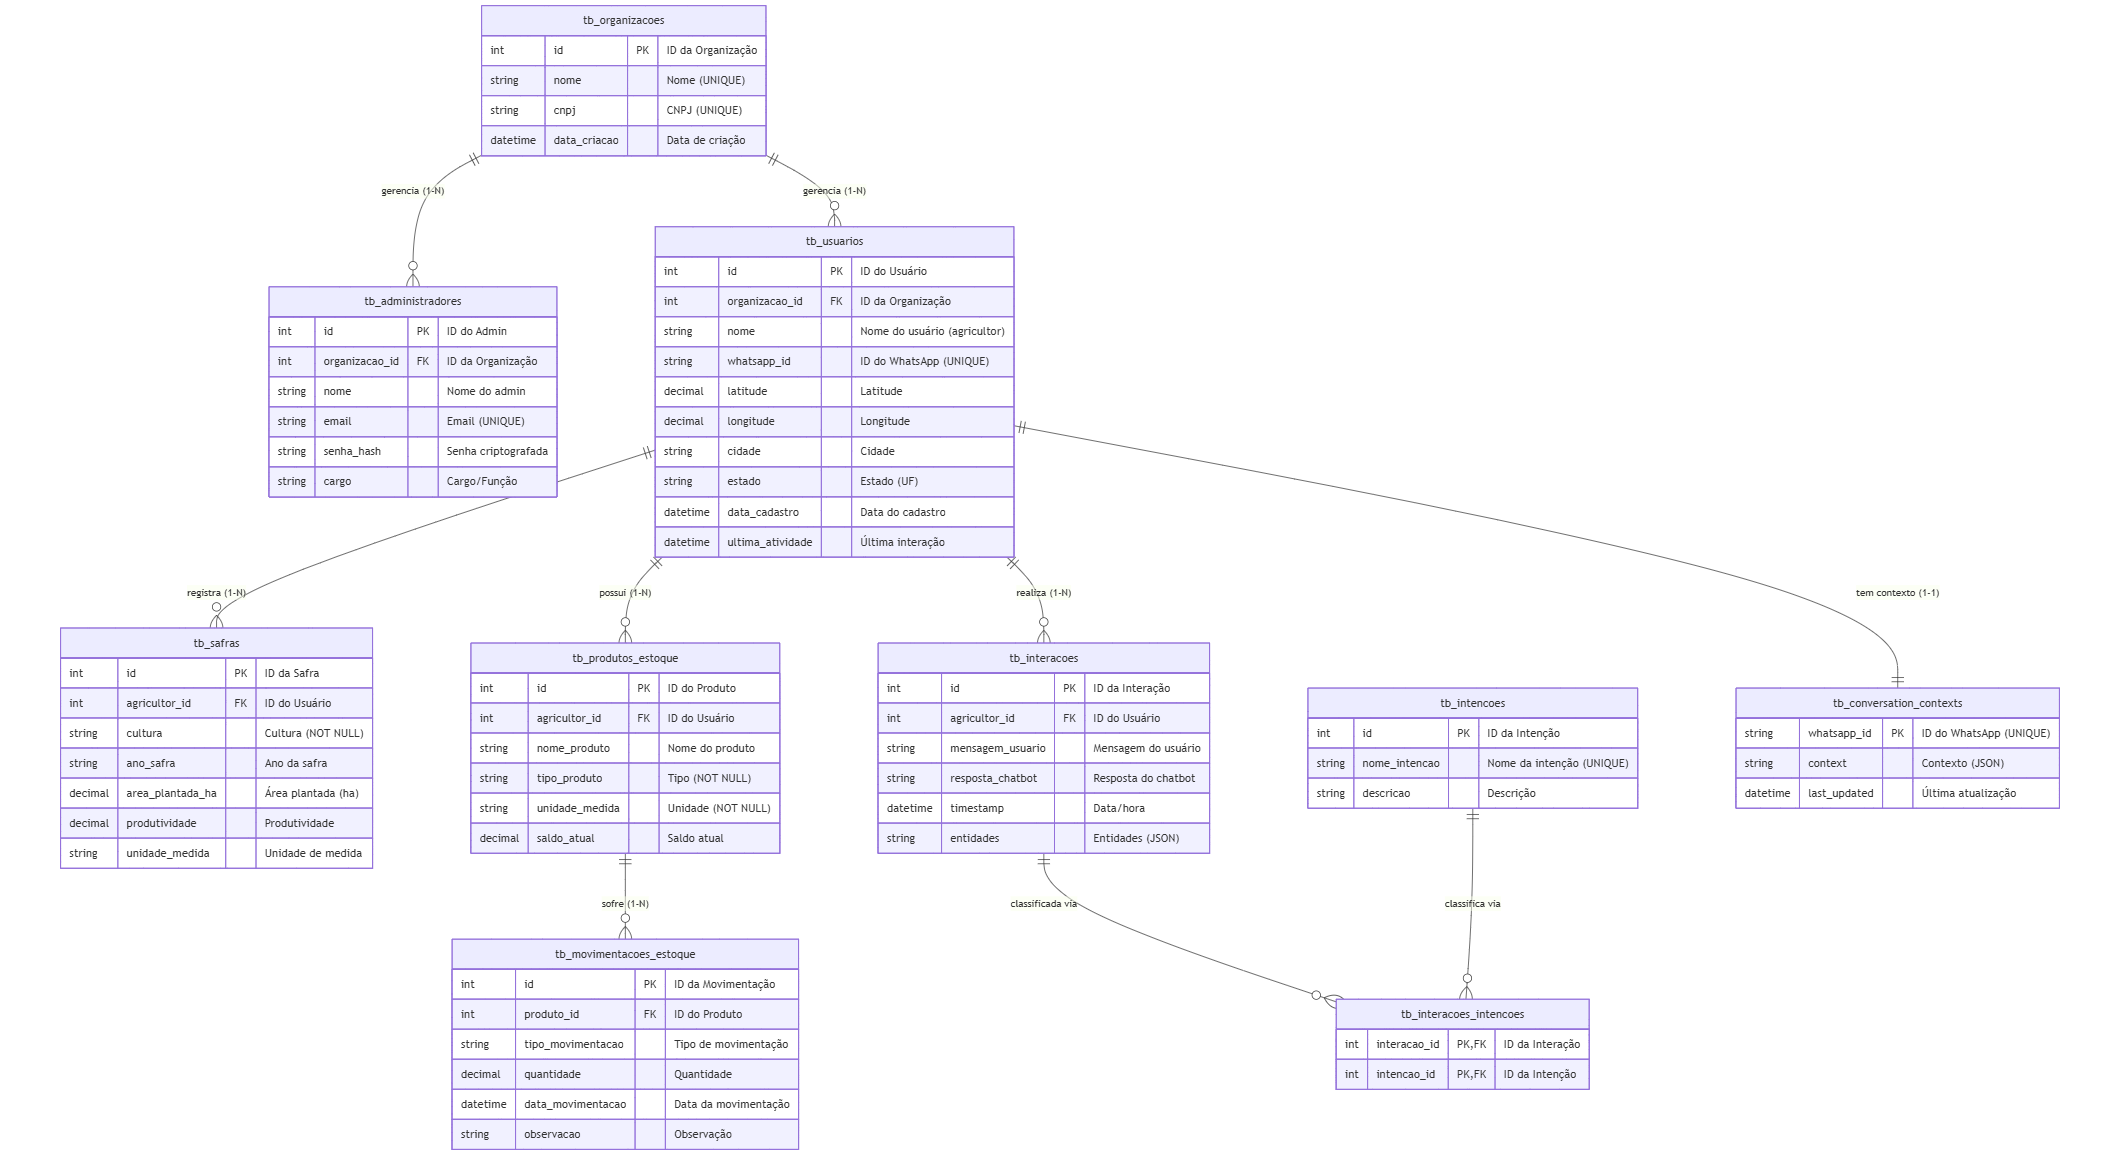 tb_organizacoes
int id PK ID da Organização
string nome Nome (UNIQUE)
string cnpj CNPJ (UNIQUE)
datetime data_criacao Data de criação
gerencia (1-N)
gerencia (1-N)
tb_administradores
int id PK ID do Admin
int organizacao_id FK ID da Organização
string nome Nome do admin
string email Email (UNIQUE)
string senha_hash Senha criptografada
string cargo Cargo/Função
tb_usuarios
int id PK ID do Usuário
int organizacao_id FK ID da Organização
string nome Nome do usuário (agricultor)
string whatsapp_id ID do WhatsApp (UNIQUE)
decimal latitude Latitude
decimal longitude Longitude
string cidade Cidade
string estado Estado (UF)
datetime data_cadastro Data do cadastro
datetime ultima_atividade Última interação
registra (1-N)
possui (1-N)
realiza (1-N)
tem contexto (1-1)
tb_safras
int id PK ID da Safra
int agricultor_id FK ID do Usuário
string cultura Cultura (NOT NULL)
string ano_safra Ano da safra
decimal area_plantada_ha Área plantada (ha)
decimal produtividade Produtividade
string unidade_medida Unidade de medida
tb_produtos_estoque
int id PK ID do Produto
int agricultor_id FK ID do Usuário
string nome_produto Nome do produto
string tipo_produto Tipo (NOT NULL)
string unidade_medida Unidade (NOT NULL)
decimal saldo_atual Saldo atual
tb_interacoes
int id PK ID da Interação
int agricultor_id FK ID do Usuário
string mensagem_usuario Mensagem do usuário
string resposta_chatbot Resposta do chatbot
datetime timestamp Data/hora
string entidades Entidades (JSON)
tb_intencoes
int id PK ID da Intenção
string nome_intencao Nome da intenção (UNIQUE)
string descricao Descrição
tb_conversation_contexts
string whatsapp_id PK ID do WhatsApp (UNIQUE)
string context Contexto (JSON)
datetime last_updated Última atualização
sofre (1-N)
classificada via
classifica via
tb_movimentacoes_estoque
int id PK ID da Movimentação
int produto_id FK ID do Produto
string tipo_movimentacao Tipo de movimentação
decimal quantidade Quantidade
datetime data_movimentacao Data da movimentação
string observacao Observação
tb_interacoes_intencoes
int interacao_id PK,FK ID da Interação
int intencao_id PK,FK ID da Intenção